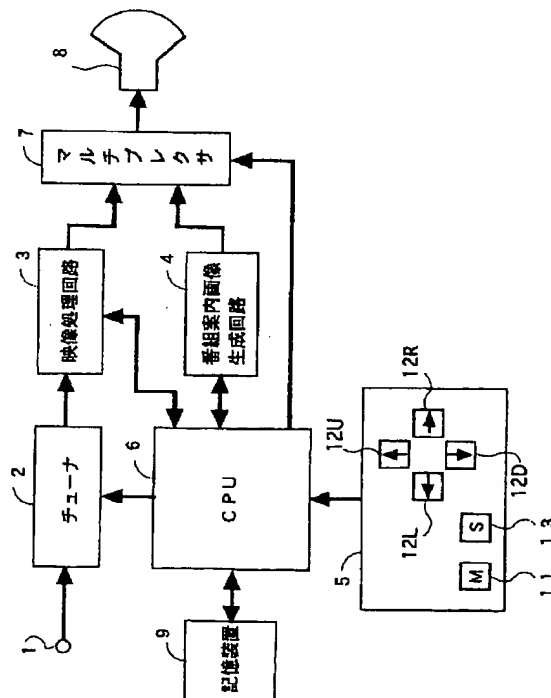 1
2
チューナ
3
映像処理回路
7
マルチプレクサ
8
4
番組案内画像
生成回路
6
CPU
9
記憶装置
5
12U
12L
12R
12D
M
S
11
13